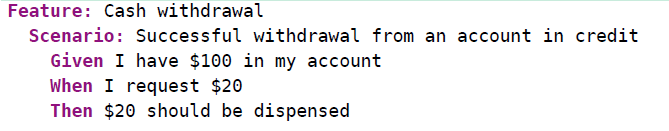 Feature: Cash withdrawal
Scenario: Successful withdrawal from an account in credit
Given I have $100 in my account
When I request $20
Then $20 should be dispensed